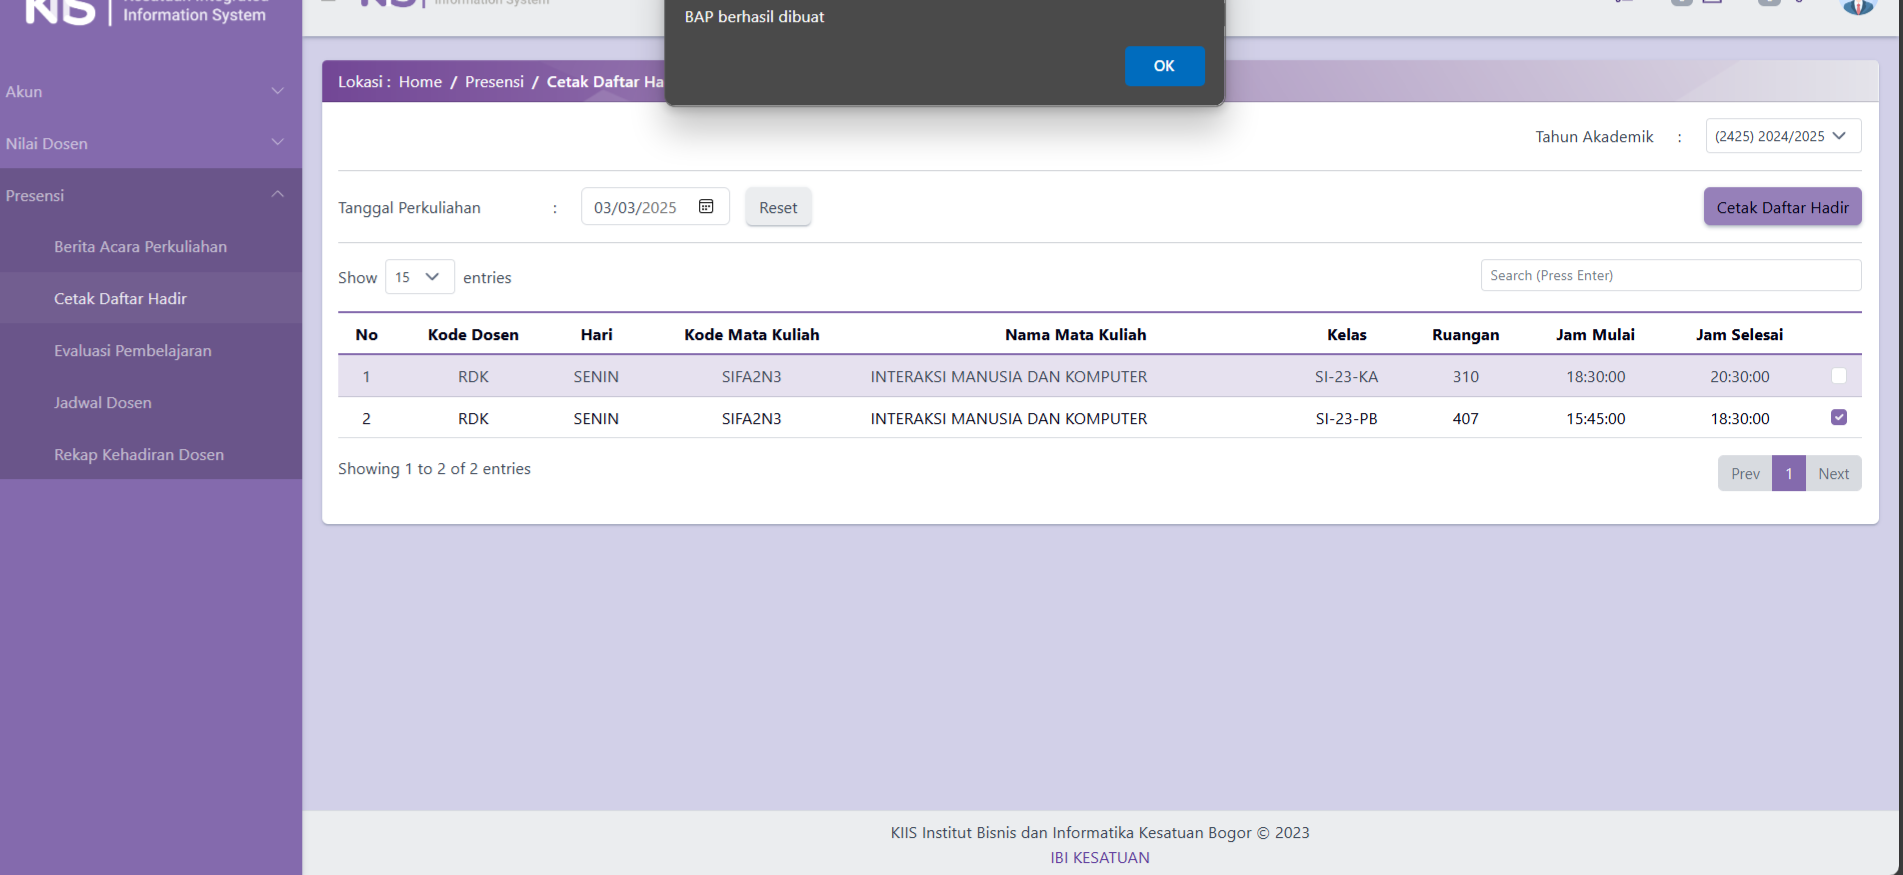 KIIS
Information System
Information System
BAP berhasil dibuat
OK
Akun
Nilai Dosen
Presensi
Berita Acara Perkuliahan
Cetak Daftar Hadir
Evaluasi Pembelajaran
Jadwal Dosen
Rekap Kehadiran Dosen
Lokasi : Home / Presensi / Cetak Daftar Ha
Tahun Akademik : (2425) 2024/2025
Tanggal Perkuliahan : 03/03/2025 Reset Cetak Daftar Hadir
Show 15 entries Search (Press Enter)
No Kode Dosen Hari Kode Mata Kuliah Nama Mata Kuliah Kelas Ruangan Jam Mulai Jam Selesai
1 RDK SENIN SIFA2N3 INTERAKSI MANUSIA DAN KOMPUTER SI-23-KA 310 18:30:00 20:30:00
2 RDK SENIN SIFA2N3 INTERAKSI MANUSIA DAN KOMPUTER SI-23-PB 407 15:45:00 18:30:00
Showing 1 to 2 of 2 entries Prev 1 Next
KIIS Institut Bisnis dan Informatika Kesatuan Bogor © 2023
IBI KESATUAN